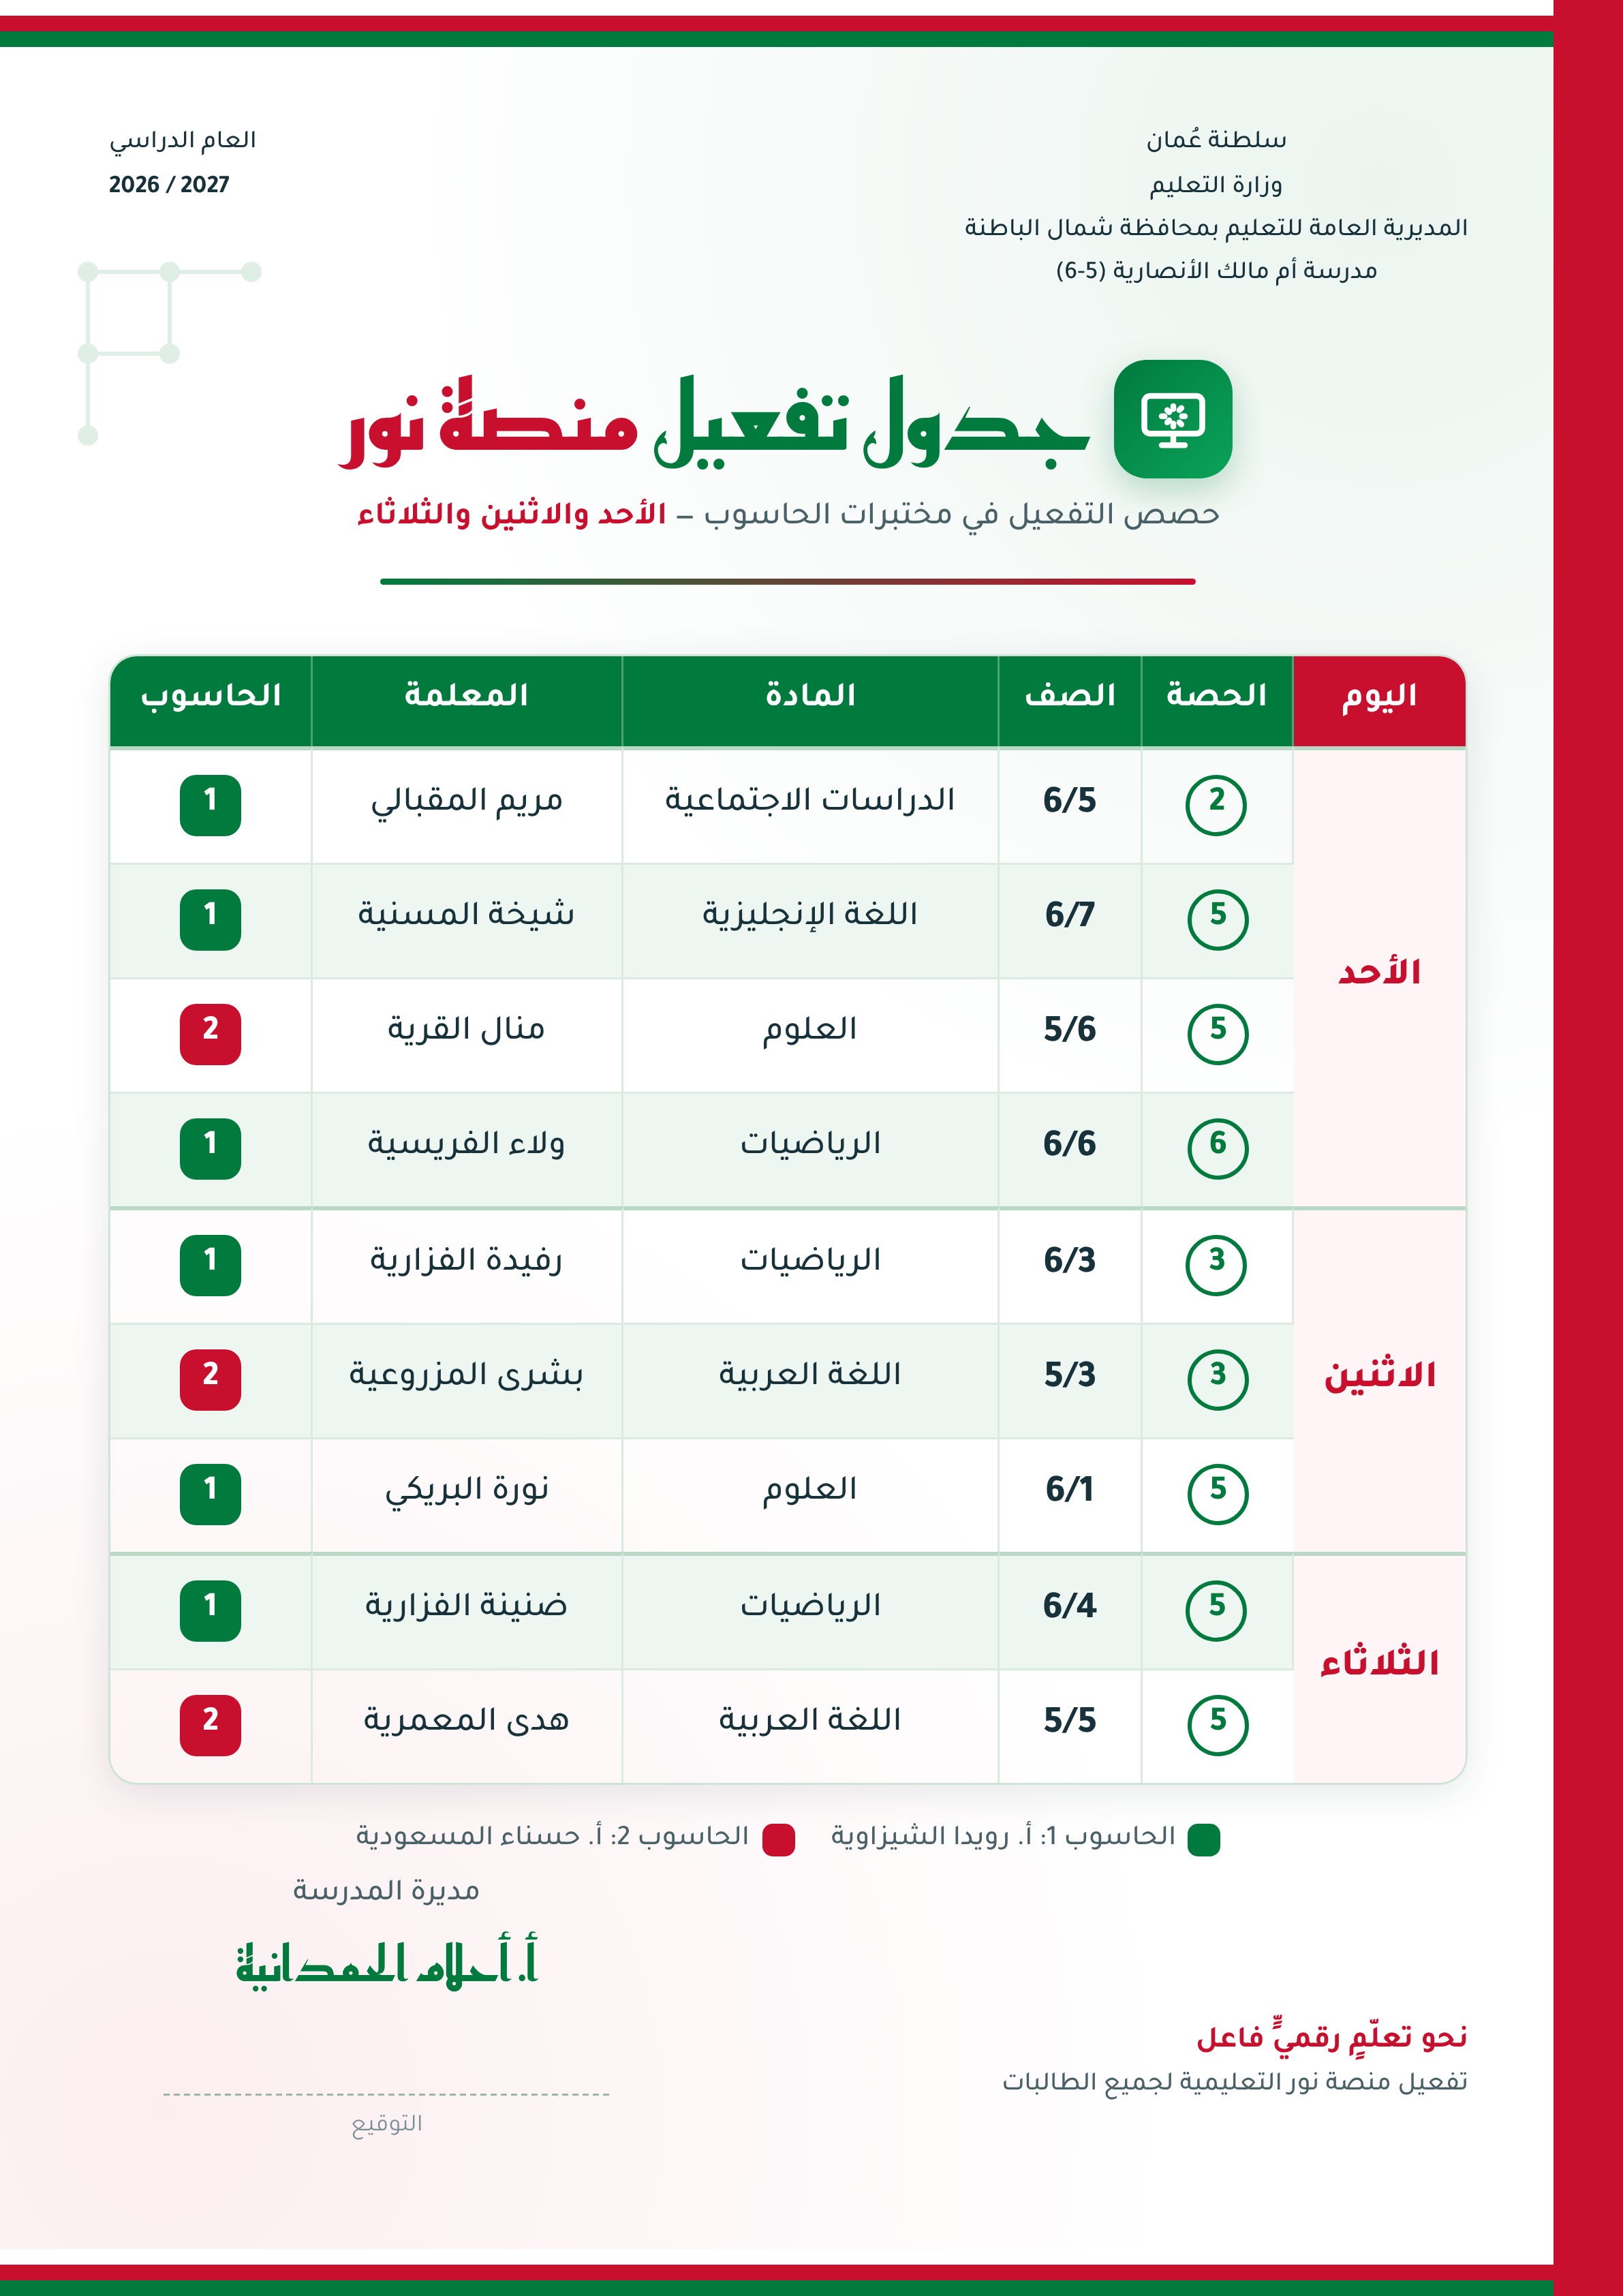 سلطنة عُمان
وزارة التعليم
المديرية العامة للتعليم بمحافظة شمال الباطنة
مدرسة أم مالك الأنصارية (5-6)
العام الدراسي
2026 / 2027
جدول تفعيل منصة نور
حصص التفعيل في مختبرات الحاسوب – الأحد والاثنين والثلاثاء
اليوم الحصة الصف المادة المعلمة الحاسوب
الأحد
2 6/5 الدراسات الاجتماعية مريم المقبالي 1
5 6/7 اللغة الإنجليزية شيخة المسنية 1
5 5/6 العلوم منال القرية 2
6 6/6 الرياضيات ولاء الفريسية 1
الاثنين
3 6/3 الرياضيات رفيدة الفزارية 1
3 5/3 اللغة العربية بشرى المزروعية 2
5 6/1 العلوم نورة البريكي 1
الثلاثاء
5 6/4 الرياضيات ضنينة الفزارية 1
5 5/5 اللغة العربية هدى المعمرية 2
الحاسوب 1: أ. رويدا الشيزاوية الحاسوب 2: أ. حسناء المسعودية
مديرة المدرسة
أ. أحلام الحمدانية
نحو تعلّمٍ رقميٍّ فاعل
تفعيل منصة نور التعليمية لجميع الطالبات
التوقيع